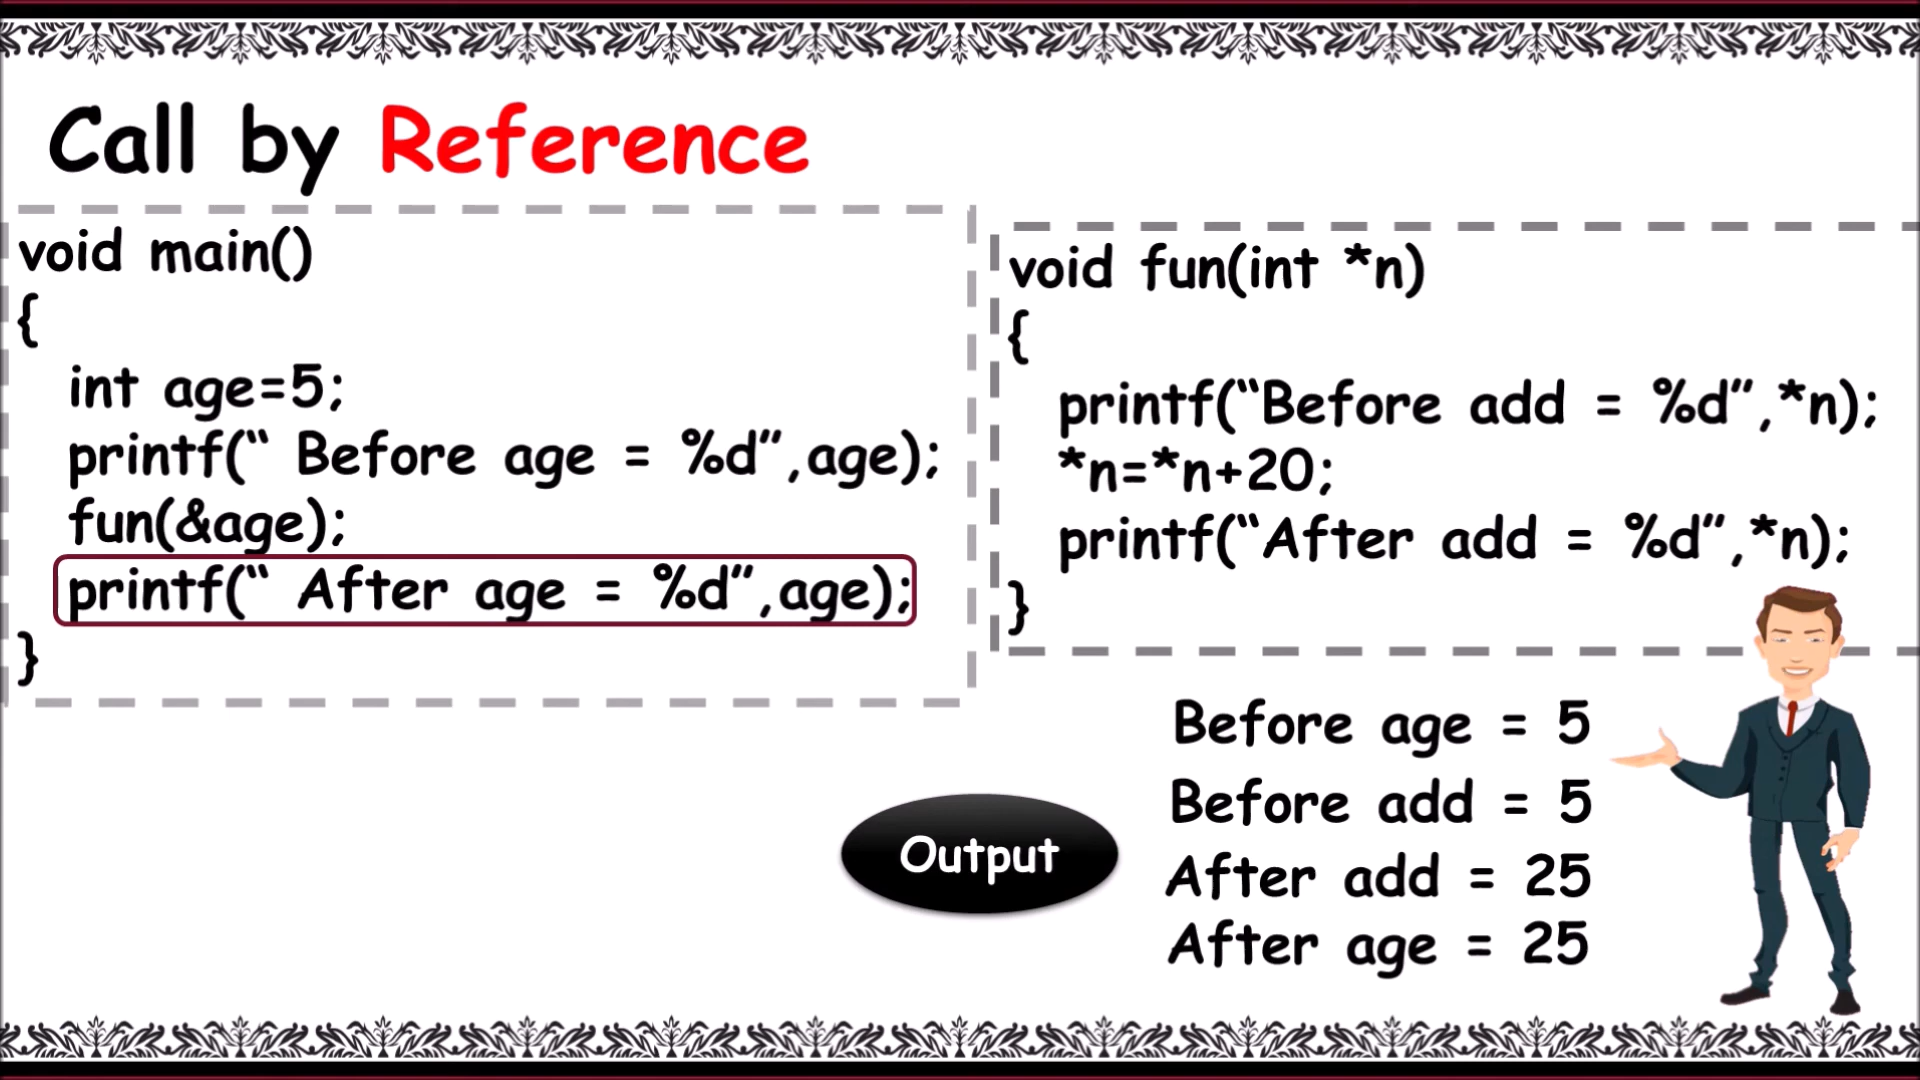 Call by Reference
void main()
{
int age=5;
printf(“ Before age = %d”,age);
fun(&age);
printf(“ After age = %d”,age);
}
void fun(int *n)
{
printf(“Before add = %d”,*n);
*n=*n+20;
printf(“After add = %d”,*n);
}
Output
Before age = 5
Before add = 5
After add = 25
After age = 25